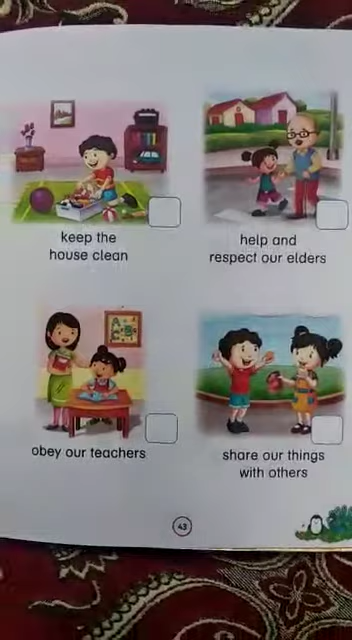 keep the
house clean
help and
respect our elders
obey our teachers
share our things
with others
43